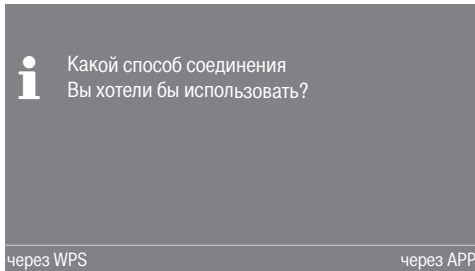 Какой способ соединения
Вы хотели бы использовать?
через WPS
через APP